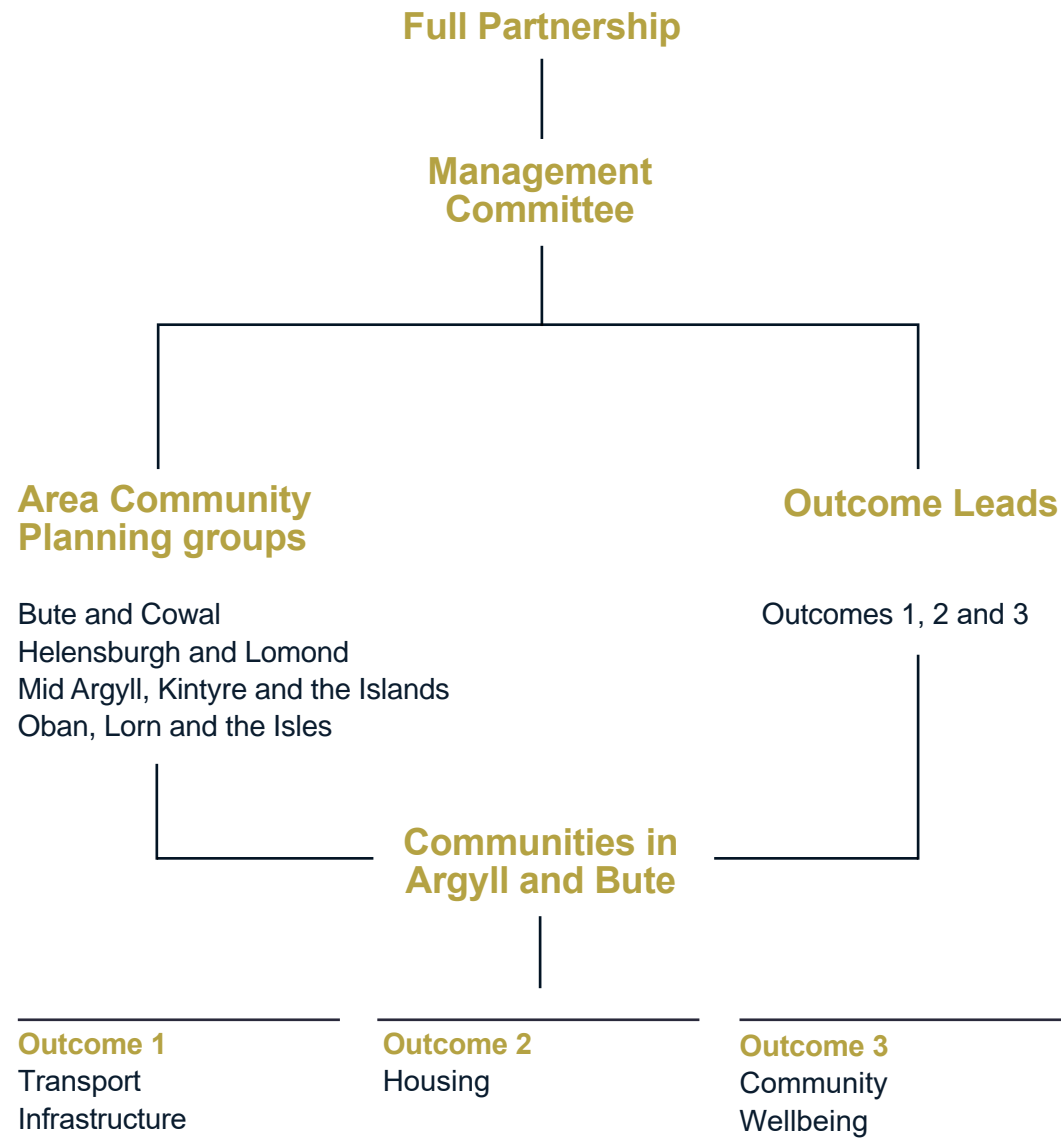 Full Partnership
Management
Committee
Area Community
Planning groups
Bute and Cowal
Helensburgh and Lomond
Mid Argyll, Kintyre and the Islands
Oban, Lorn and the Isles
Outcome Leads
Outcomes 1, 2 and 3
Communities in
Argyll and Bute
Outcome 1
Transport
Infrastructure
Outcome 2
Housing
Outcome 3
Community
Wellbeing